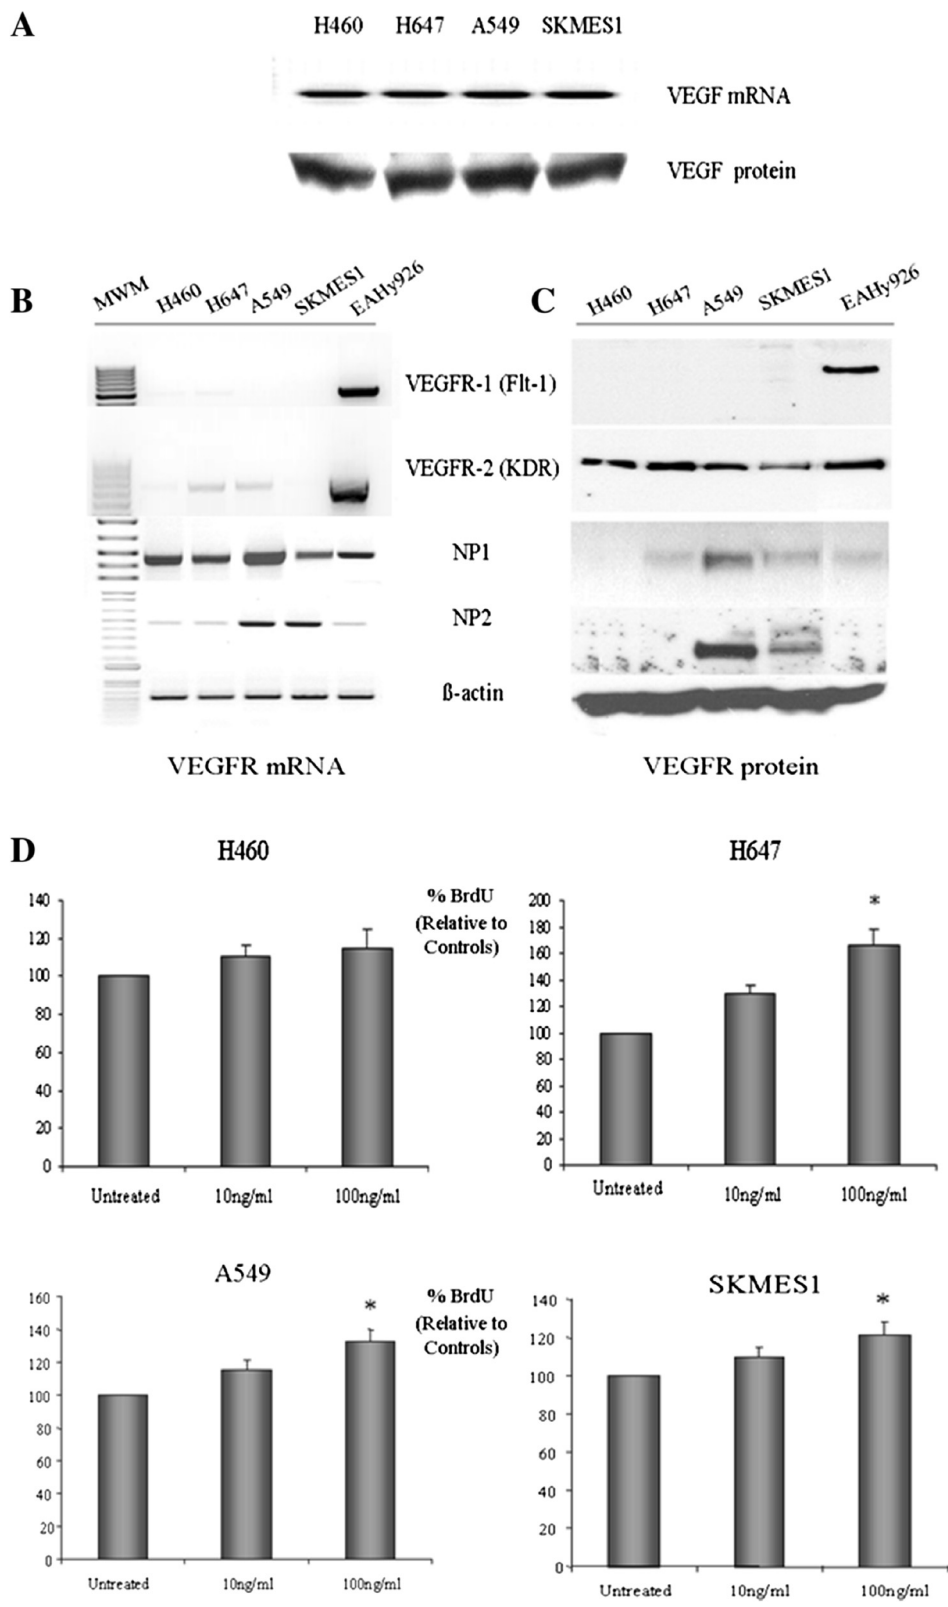 A
H460 H647 A549 SKMES1
VEGF mRNA
VEGF protein
B
MWM H460 H647 A549 SKMES1 EAHy926
C
H460 H647 A549 SKMES1 EAHy926
VEGFR-1 (Flt-1)
VEGFR-2 (KDR)
NP1
NP2
ß-actin
VEGFR mRNA
VEGFR protein
D
H460
140
120
100
80
60
40
20
0
Untreated 10ng/ml 100ng/ml
% BrdU
(Relative to
Controls)
H647
200
180
160
140
120
100
80
60
40
20
0
*
Untreated 10ng/ml 100ng/ml
A549
160
140
120
100
80
60
40
20
0
*
Untreated 10ng/ml 100ng/ml
% BrdU
(Relative to
Controls)
SKMES1
140
120
100
80
60
40
20
0
*
Untreated 10ng/ml 100ng/ml